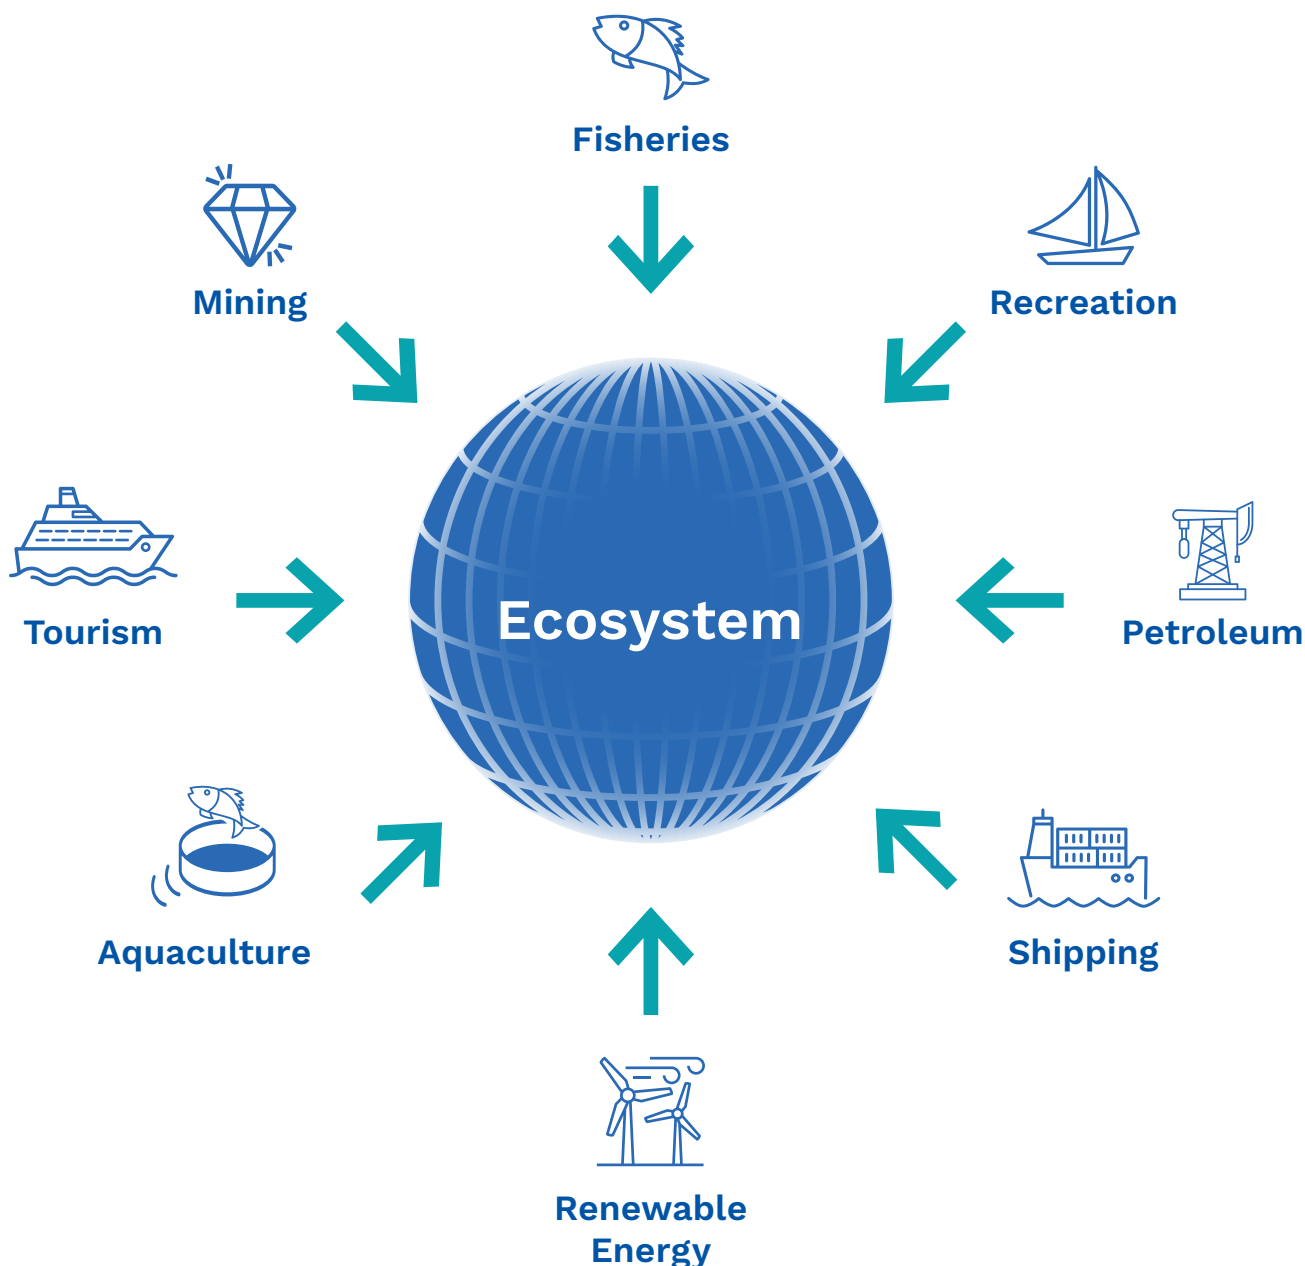 Fisheries
Mining
Recreation
Tourism
Ecosystem
Petroleum
Aquaculture
Shipping
Renewable
Energy